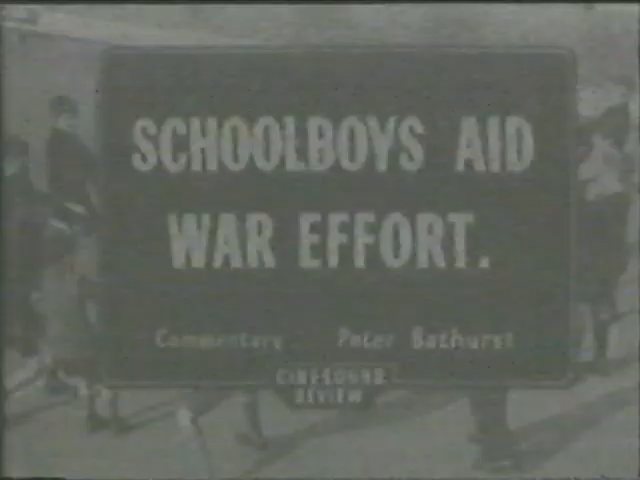 SCHOOLBOYS AID
WAR EFFORT.
Commentary Peter Bathurst
CINESOUND
REVIEW